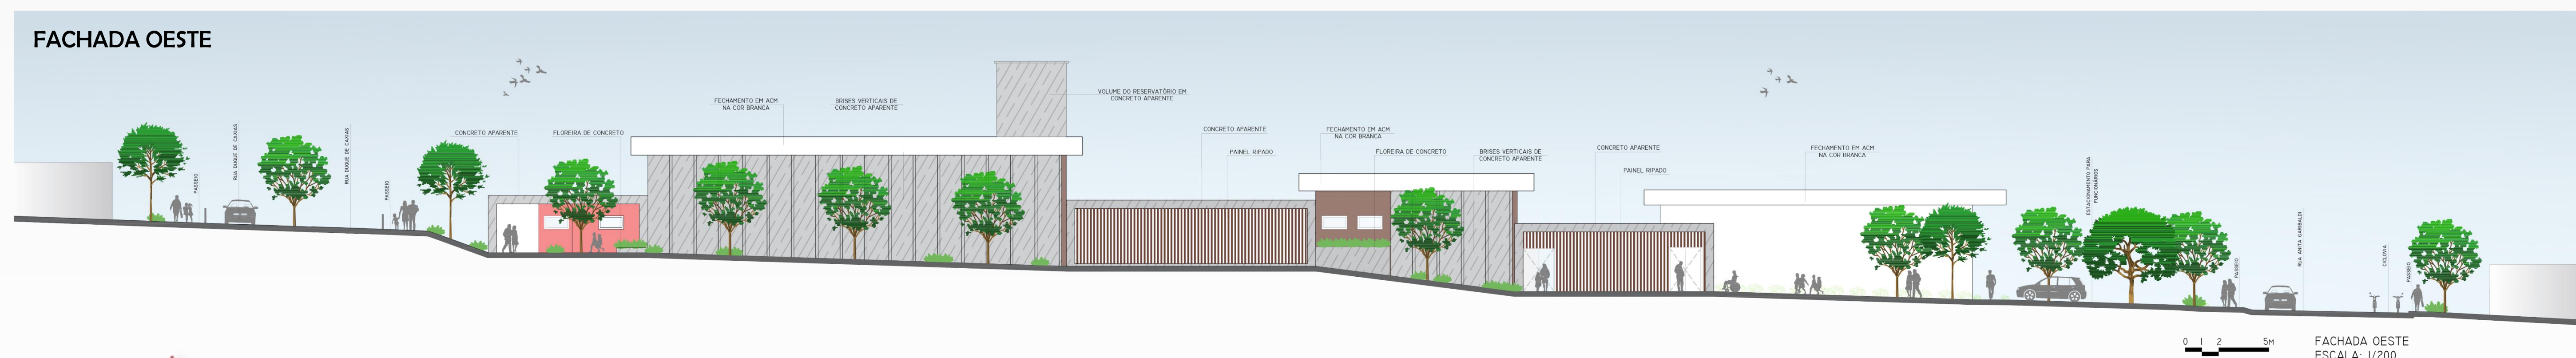 FACHADA OESTE
PASSEIO
RUA DUQUE DE CAXIAS
RUA DUQUE DE CAXIAS
PASSEIO
CONCRETO APARENTE
FLOREIRA DE CONCRETO
FECHAMENTO EM ACM
NA COR BRANCA
BRISES VERTICAIS DE
CONCRETO APARENTE
VOLUME DO RESERVATÓRIO EM
CONCRETO APARENTE
CONCRETO APARENTE
PAINEL RIPADO
FECHAMENTO EM ACM
NA COR BRANCA
FLOREIRA DE CONCRETO
BRISES VERTICAIS DE
CONCRETO APARENTE
CONCRETO APARENTE
PAINEL RIPADO
FECHAMENTO EM ACM
NA COR BRANCA
ESTACIONAMENTO PARA
FUNCIONÁRIOS
PASSEIO
RUA ANITA GARIBALDI
CICLOVIA
PASSEIO
0 1 2 5M
FACHADA OESTE
ESCALA: 1/200